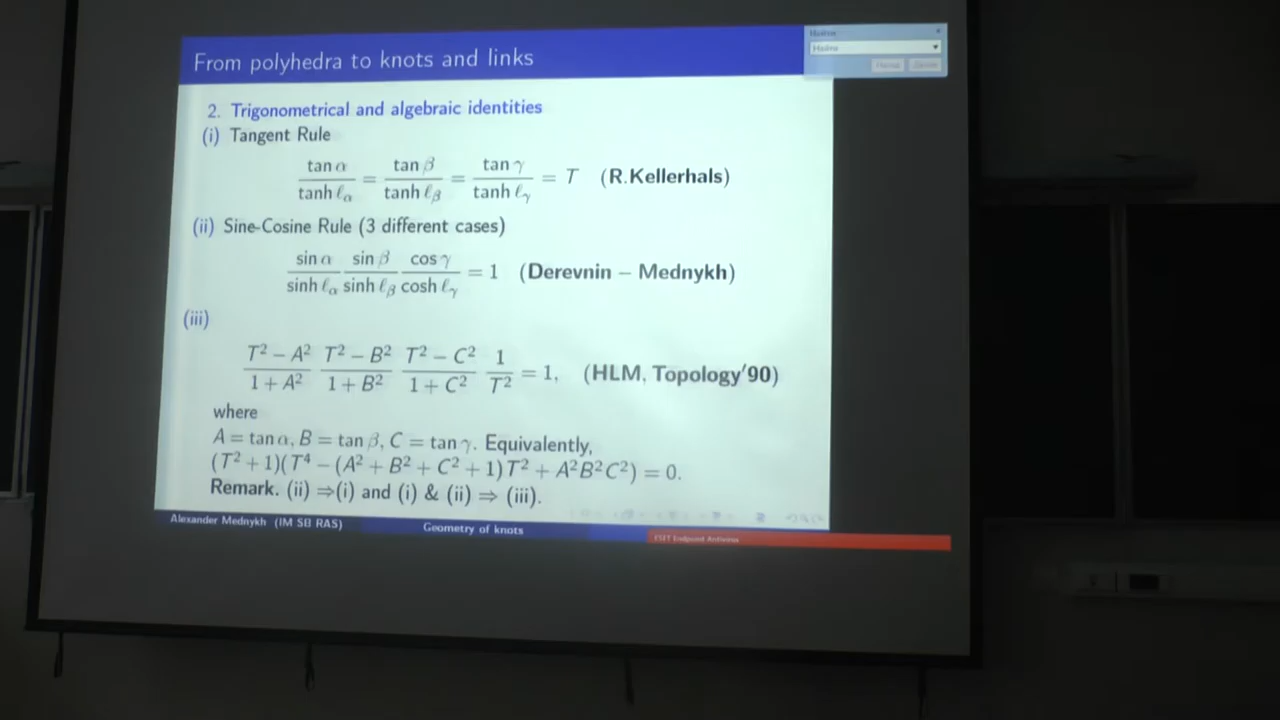 From polyhedra to knots and links
2. Trigonometrical and algebraic identities
(i) Tangent Rule
tan α / tanh ℓ_α = tan β / tanh ℓ_β = tan γ / tanh ℓ_γ = T (R.Kellerhals)
(ii) Sine-Cosine Rule (3 different cases)
sin α / sinh ℓ_α sin β / sinh ℓ_β cos γ / cosh ℓ_γ = 1 (Derevnin – Mednykh)
(iii)
T² − A² / 1 + A² T² − B² / 1 + B² T² − C² / 1 + C² 1 / T² = 1, (HLM, Topology'90)
where
A = tan α, B = tan β, C = tan γ. Equivalently,
(T² + 1)(T⁴ − (A² + B² + C² + 1)T² + A²B²C²) = 0.
Remark. (ii) ⇒(i) and (i) & (ii) ⇒ (iii).
Alexander Mednykh (IM SB RAS) Geometry of knots
ESET Endpoint Antivirus